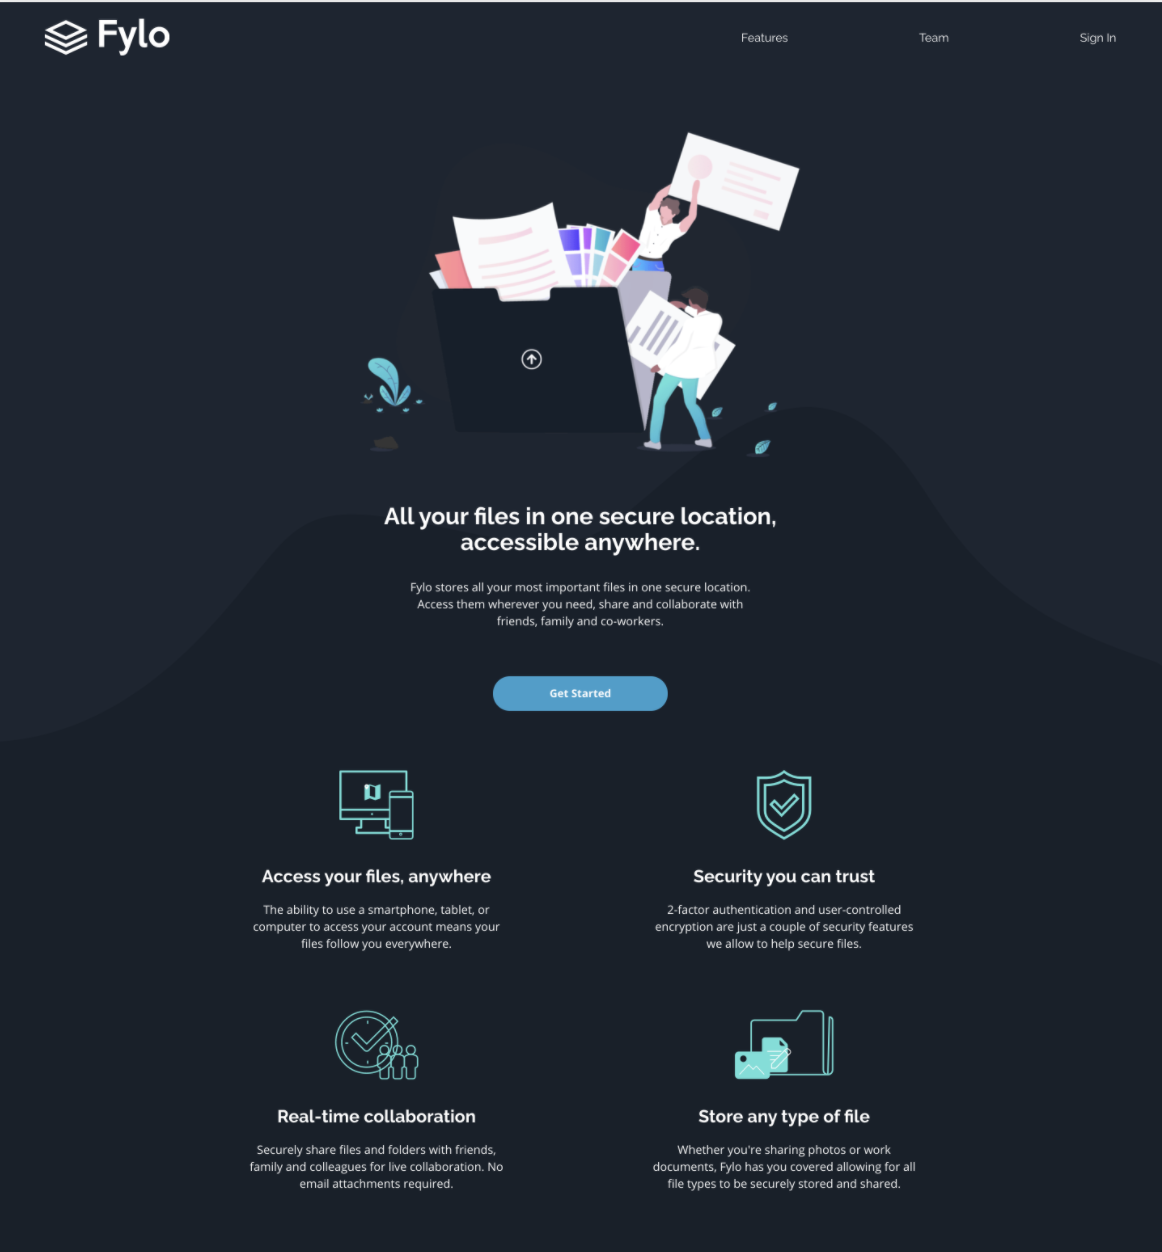 Fylo
Features
Team
Sign In
All your files in one secure location,
accessible anywhere.
Fylo stores all your most important files in one secure location.
Access them wherever you need, share and collaborate with
friends, family and co-workers.
Get Started
Access your files, anywhere
The ability to use a smartphone, tablet, or
computer to access your account means your
files follow you everywhere.
Security you can trust
2-factor authentication and user-controlled
encryption are just a couple of security features
we allow to help secure files.
Real-time collaboration
Securely share files and folders with friends,
family and colleagues for live collaboration. No
email attachments required.
Store any type of file
Whether you're sharing photos or work
documents, Fylo has you covered allowing for all
file types to be securely stored and shared.